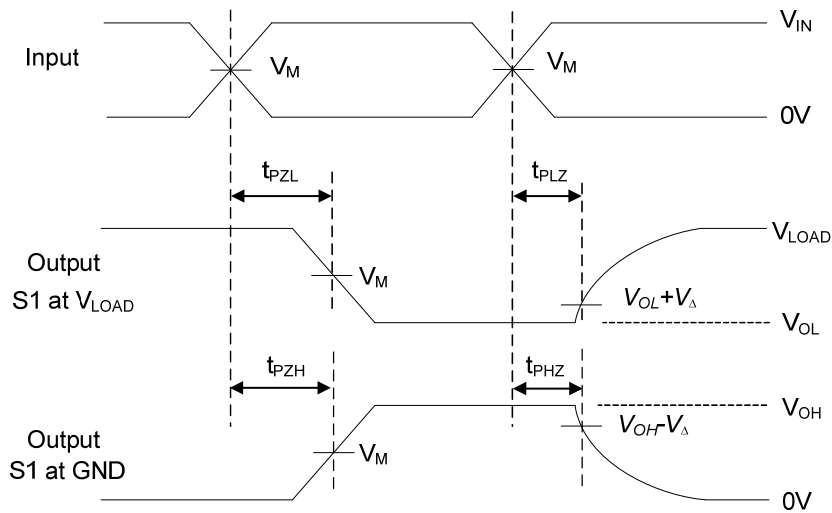 V_IN
Input
V_M
V_M
0V
t_PZL
t_PLZ
V_LOAD
Output
S1 at V_LOAD
V_M
V_OL+V_Δ
V_OL
t_PZH
t_PHZ
V_OH
Output
S1 at GND
V_M
V_OH-V_Δ
0V